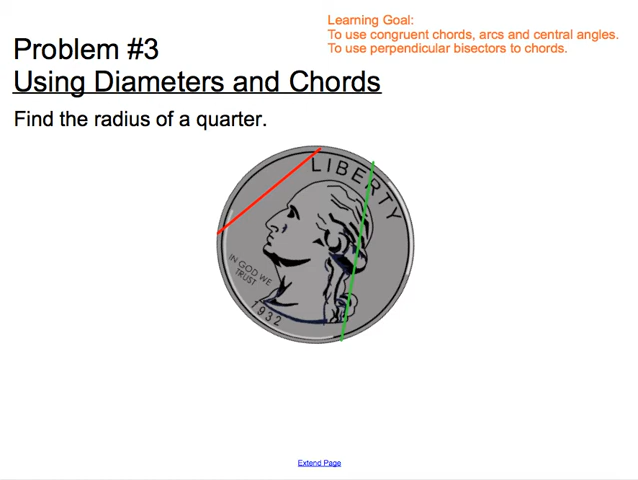 Learning Goal:
To use congruent chords, arcs and central angles.
To use perpendicular bisectors to chords.
Problem #3
Using Diameters and Chords
Find the radius of a quarter.
LIBERTY
IN GOD WE
TRUST
1932
Extend Page